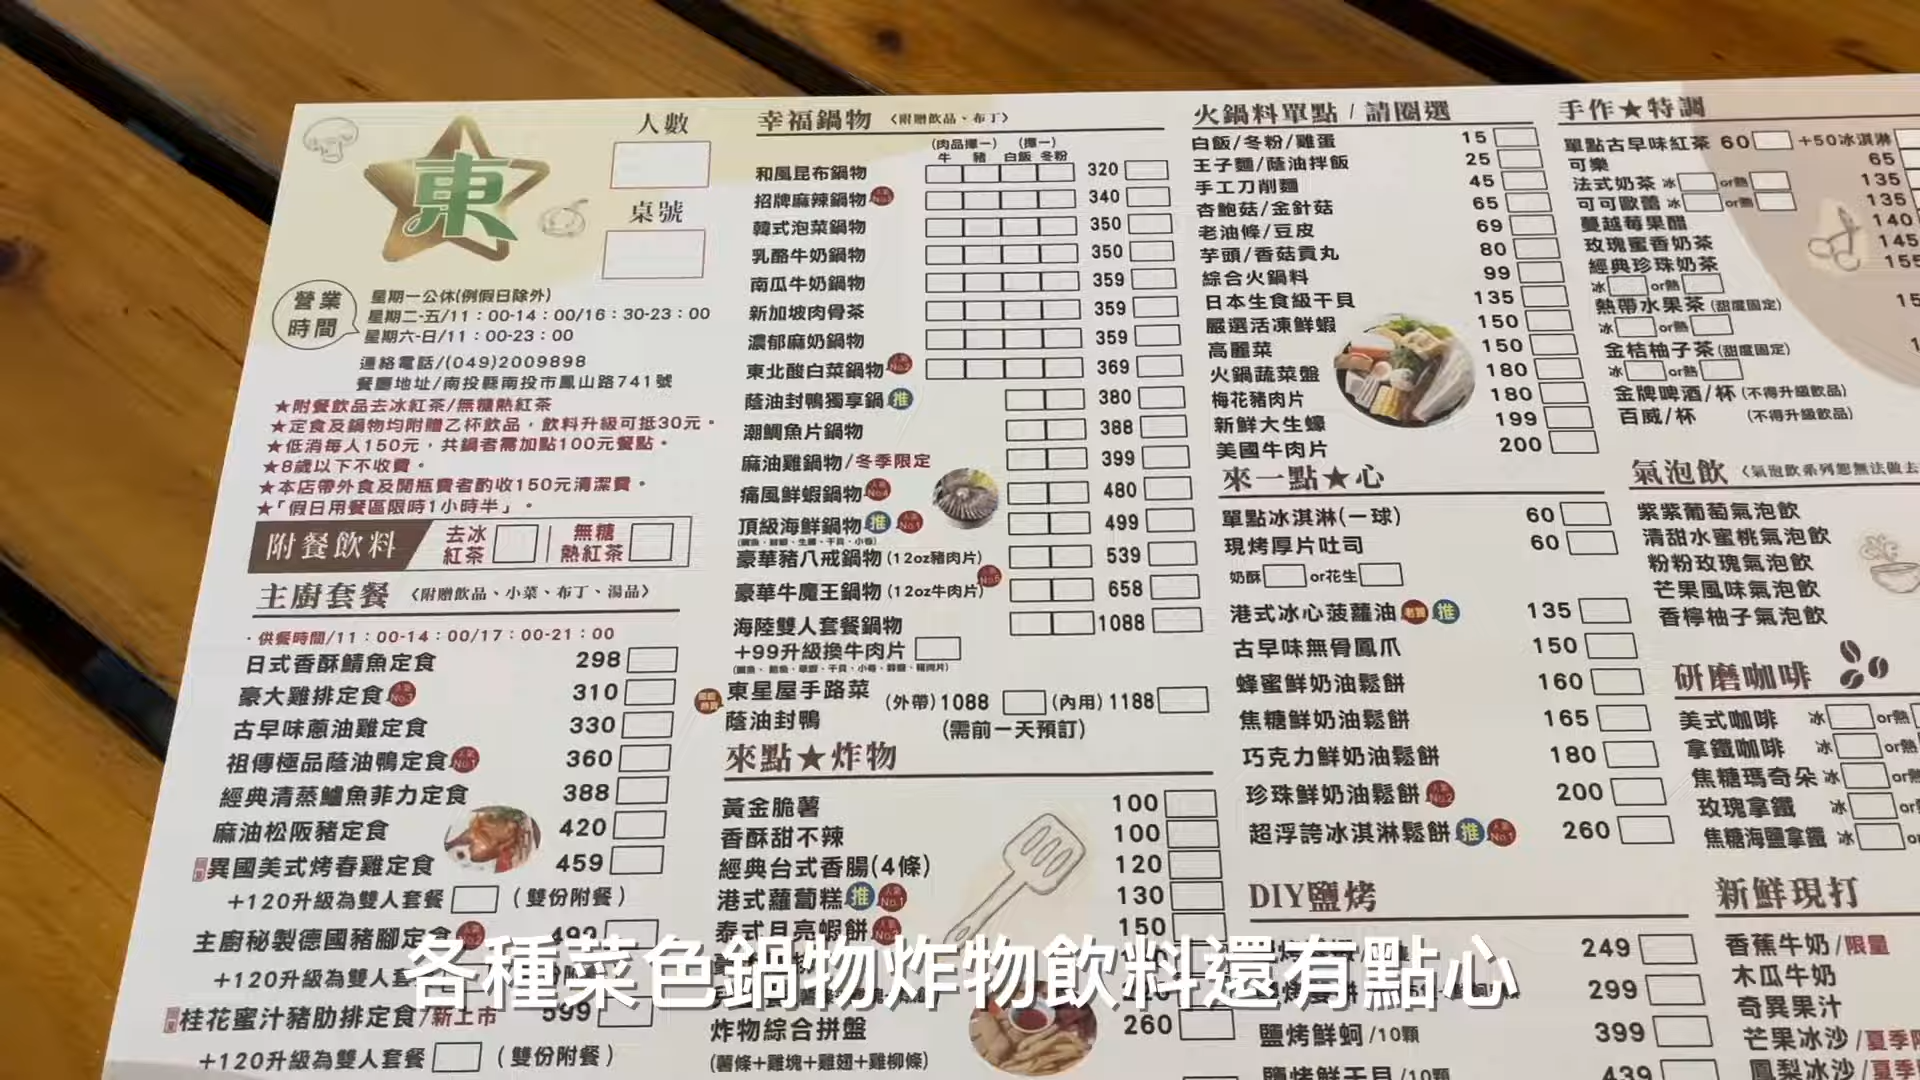 東
人數
桌號
營業時間
星期一公休(例假日除外)
星期二-五/11：00-14：00/16：30-23：00
星期六-日/11：00-23：00
連絡電話/(049)2009898
餐廳地址/南投縣南投市鳳山路741號
★附餐飲品去冰紅茶/無糖熱紅茶
★定食及鍋物均附贈乙杯飲品，飲料升級可抵30元。
★低消每人150元，共鍋者需加點100元餐點。
★8歲以下不收費。
★本店帶外食及開瓶費者酌收150元清潔費。
★「假日用餐區限時1小時半」。
附餐飲料 去冰紅茶 無糖熱紅茶
主廚套餐〈附贈飲品、小菜、布丁、湯品〉
·供餐時間/11：00-14：00/17：00-21：00
日式香酥鯖魚定食 298
豪大雞排定食 310
古早味蔥油雞定食 330
祖傳極品蔭油鴨定食 人氣No.1 360
經典清蒸鱸魚菲力定食 388
麻油松阪豬定食 420
異國美式烤春雞定食 459
+120升級為雙人套餐 (雙份附餐)
主廚秘製德國豬腳定食
+120升級為雙人套
桂花蜜汁豬肋排定食/新上市 599
+120升級為雙人套餐 (雙份附餐)
幸福鍋物〈附贈飲品、布丁〉
(肉品擇一) (擇一)
牛 豬 白飯 冬粉
和風昆布鍋物 320
招牌麻辣鍋物 340
韓式泡菜鍋物 350
乳酪牛奶鍋物 350
南瓜牛奶鍋物 359
新加坡肉骨茶 359
濃郁麻奶鍋物 359
東北酸白菜鍋物 369
蔭油封鴨獨享鍋 推 380
潮鯛魚片鍋物 388
麻油雞鍋物/冬季限定 399
痛風鮮蝦鍋物 人氣No.4 480
頂級海鮮鍋物 推 人氣No.1 499
豪華豬八戒鍋物(12oz豬肉片) 539
豪華牛魔王鍋物(12oz牛肉片) 人氣No.5 658
海陸雙人套餐鍋物 1088
+99升級換牛肉片
東星屋手路菜 (外帶)1088 (內用)1188
蔭油封鴨 (需前一天預訂)
來點★炸物
黃金脆薯 100
香酥甜不辣 100
經典台式香腸(4條) 120
港式蘿蔔糕 推 人氣No.1 130
泰式月亮蝦餅 150
炸物綜合拼盤 260
(薯條+雞塊+雞翅+雞柳條)
火鍋料單點/請圈選
白飯/冬粉/雞蛋 15
王子麵/蔭油拌飯 25
手工刀削麵 45
杏鮑菇/金針菇 65
老油條/豆皮 69
芋頭/香菇貢丸 80
綜合火鍋料 99
日本生食級干貝 135
嚴選活凍鮮蝦 150
高麗菜 150
火鍋蔬菜盤 180
梅花豬肉片 180
新鮮大生蠔 199
美國牛肉片 200
來一點★心
單點冰淇淋(一球) 60
現烤厚片吐司 60
奶酥 or花生
港式冰心菠蘿油 推 135
古早味無骨鳳爪 150
蜂蜜鮮奶油鬆餅 160
焦糖鮮奶油鬆餅 165
巧克力鮮奶油鬆餅 180
珍珠鮮奶油鬆餅 人氣No.2 200
超浮誇冰淇淋鬆餅 推 人氣No.1 260
DIY鹽烤
249
299
鹽烤鮮蚵/10顆 399
鹽烤鮮干貝/10顆 439
手作★特調
單點古早味紅茶 60 +50冰淇淋
可樂 65
法式奶茶 冰 or熱 135
可可歐蕾 冰 or熱 135
蔓越莓果醋 140
玫瑰蜜香奶茶 145
經典珍珠奶茶 155
冰 or熱
熱帶水果茶(甜度固定)
冰 or熱
金桔柚子茶(甜度固定)
冰 or熱
金牌啤酒/杯(不得升級飲品)
百威/杯 (不得升級飲品)
氣泡飲
紫紫葡萄氣泡飲
清甜水蜜桃氣泡飲
粉粉玫瑰氣泡飲
芒果風味氣泡飲
香檸柚子氣泡飲
研磨咖啡
美式咖啡 冰 or熱
拿鐵咖啡 冰 or熱
焦糖瑪奇朵 冰
玫瑰拿鐵 冰
焦糖海鹽拿鐵 冰
新鮮現打
香蕉牛奶/限量
木瓜牛奶
奇異果汁
芒果冰沙/夏季
鳳梨冰沙/夏季
各種菜色鍋物炸物飲料還有點心